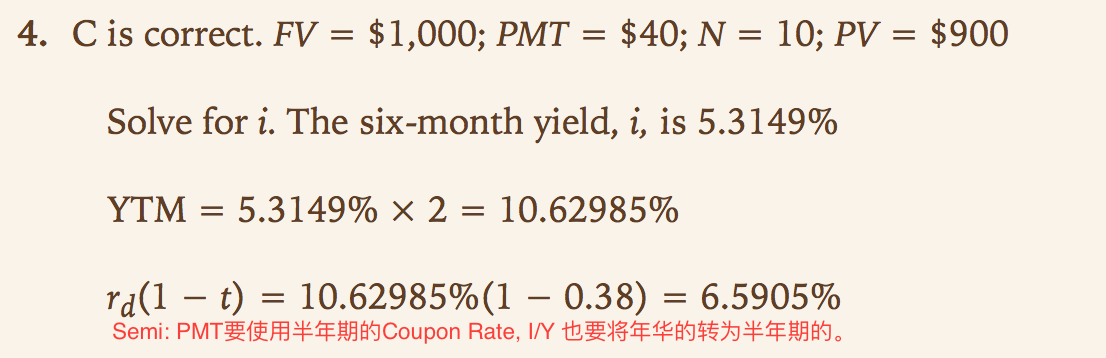 4. C is correct. FV = $1,000; PMT = $40; N = 10; PV = $900
Solve for i. The six-month yield, i, is 5.3149%
YTM = 5.3149% × 2 = 10.62985%
rd(1 − t) = 10.62985%(1 − 0.38) = 6.5905%
Semi: PMT要使用半年期的Coupon Rate, I/Y 也要将年华的转为半年期的。